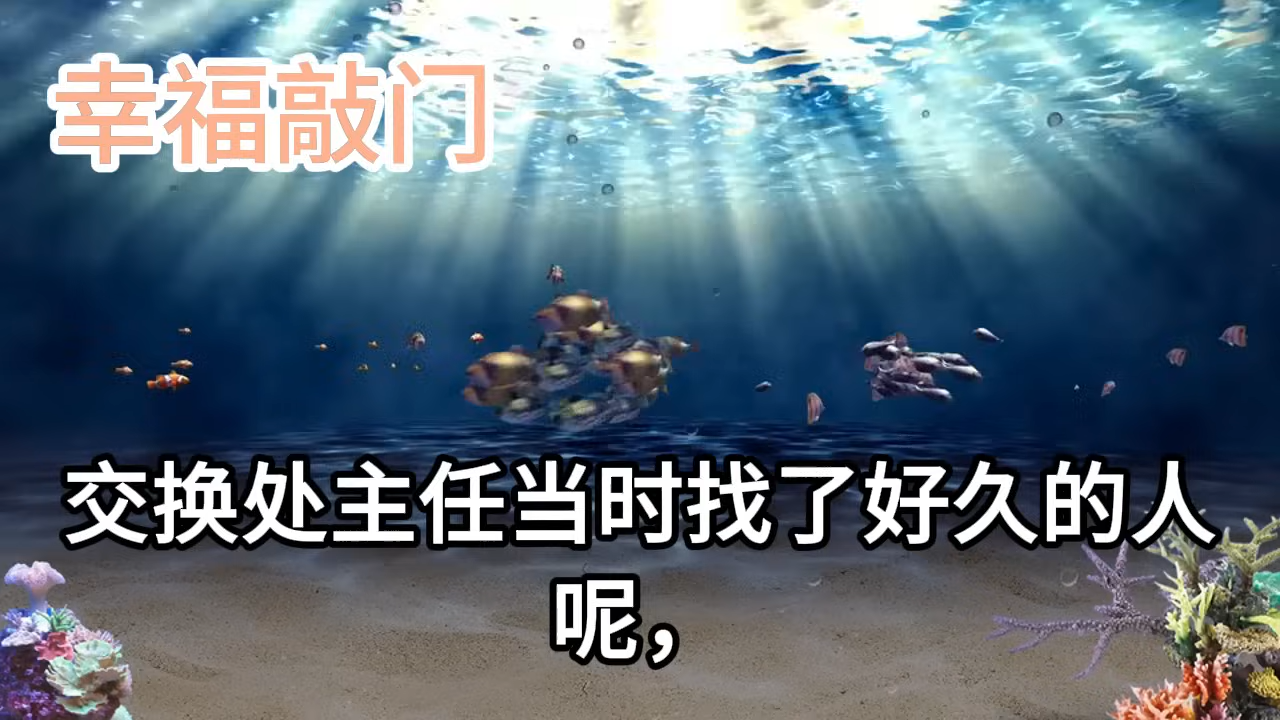 幸福敲门
交换处主任当时找了好久的人
呢，